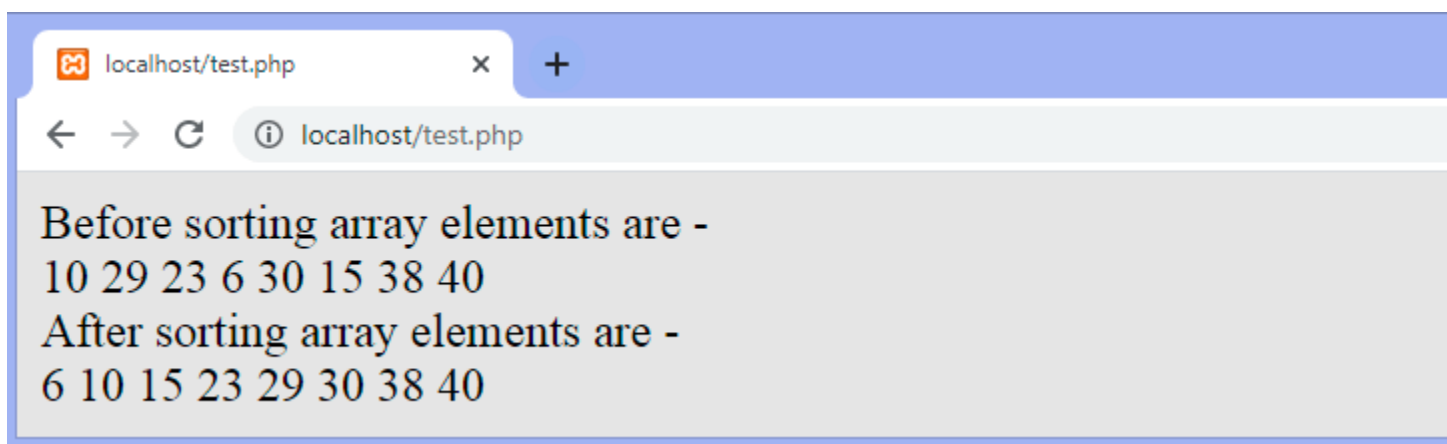 localhost/test.php
localhost/test.php
Before sorting array elements are -
10 29 23 6 30 15 38 40
After sorting array elements are -
6 10 15 23 29 30 38 40